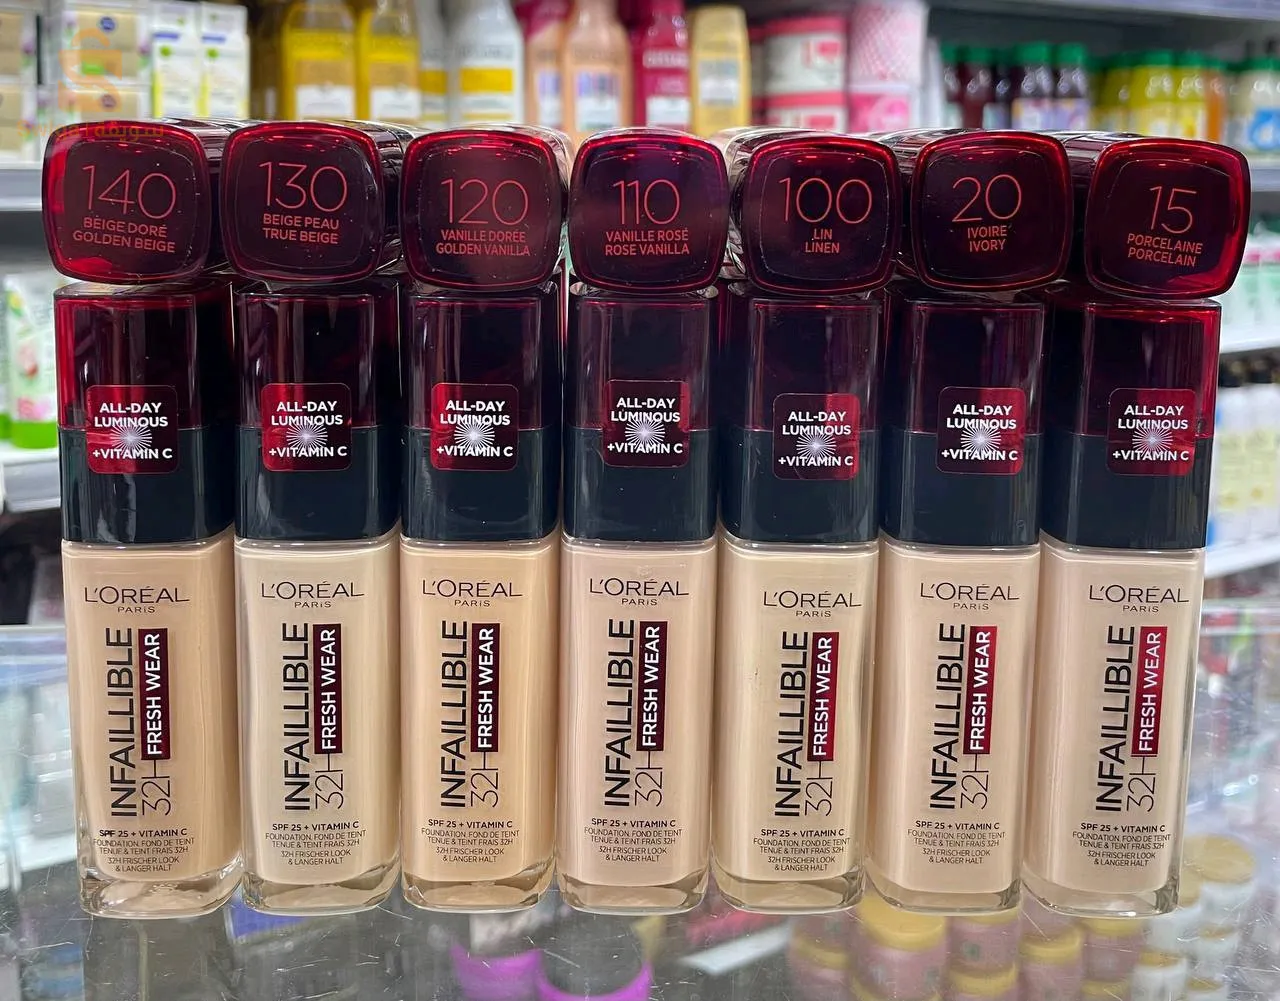 140
BEIGE DORÉ
GOLDEN BEIGE
130
BEIGE PEAU
TRUE BEIGE
120
VANILLE DORÉE
GOLDEN VANILLA
110
VANILLE ROSÉ
ROSE VANILLA
100
LIN
LINEN
20
IVOIRE
IVORY
15
PORCELAINE
PORCELAIN
ALL-DAY
LUMINOUS
+VITAMIN C
ALL-DAY
LUMINOUS
+VITAMIN C
ALL-DAY
LUMINOUS
+VITAMIN C
ALL-DAY
LUMINOUS
+VITAMIN C
ALL-DAY
LUMINOUS
+VITAMIN C
ALL-DAY
LUMINOUS
+VITAMIN C
ALL-DAY
LUMINOUS
+VITAMIN C
L'ORÉAL
PARIS
INFAILLIBLE
32H FRESH WEAR
SPF 25 + VITAMIN C
FOUNDATION, FOND DE TEINT
TENUE & TEINT FRAIS 32H
32H FRISCHER LOOK
& LANGER HALT
L'ORÉAL
PARIS
INFAILLIBLE
32H FRESH WEAR
SPF 25 + VITAMIN C
FOUNDATION, FOND DE TEINT
TENUE & TEINT FRAIS 32H
32H FRISCHER LOOK
& LANGER HALT
L'ORÉAL
PARIS
INFAILLIBLE
32H FRESH WEAR
SPF 25 + VITAMIN C
FOUNDATION, FOND DE TEINT
TENUE & TEINT FRAIS 32H
32H FRISCHER LOOK
& LANGER HALT
L'ORÉAL
PARIS
INFAILLIBLE
32H FRESH WEAR
SPF 25 + VITAMIN C
FOUNDATION, FOND DE TEINT
TENUE & TEINT FRAIS 32H
32H FRISCHER LOOK
& LANGER HALT
L'ORÉAL
PARIS
INFAILLIBLE
32H FRESH WEAR
SPF 25 + VITAMIN C
FOUNDATION, FOND DE TEINT
TENUE & TEINT FRAIS 32H
32H FRISCHER LOOK
& LANGER HALT
L'ORÉAL
PARIS
INFAILLIBLE
32H FRESH WEAR
SPF 25 + VITAMIN C
FOUNDATION, FOND DE TEINT
TENUE & TEINT FRAIS 32H
32H FRISCHER LOOK
& LANGER HALT
L'ORÉAL
PARIS
INFAILLIBLE
32H FRESH WEAR
SPF 25 + VITAMIN C
FOUNDATION, FOND DE TEINT
TENUE & TEINT FRAIS 32H
32H FRISCHER LOOK
& LANGER HALT